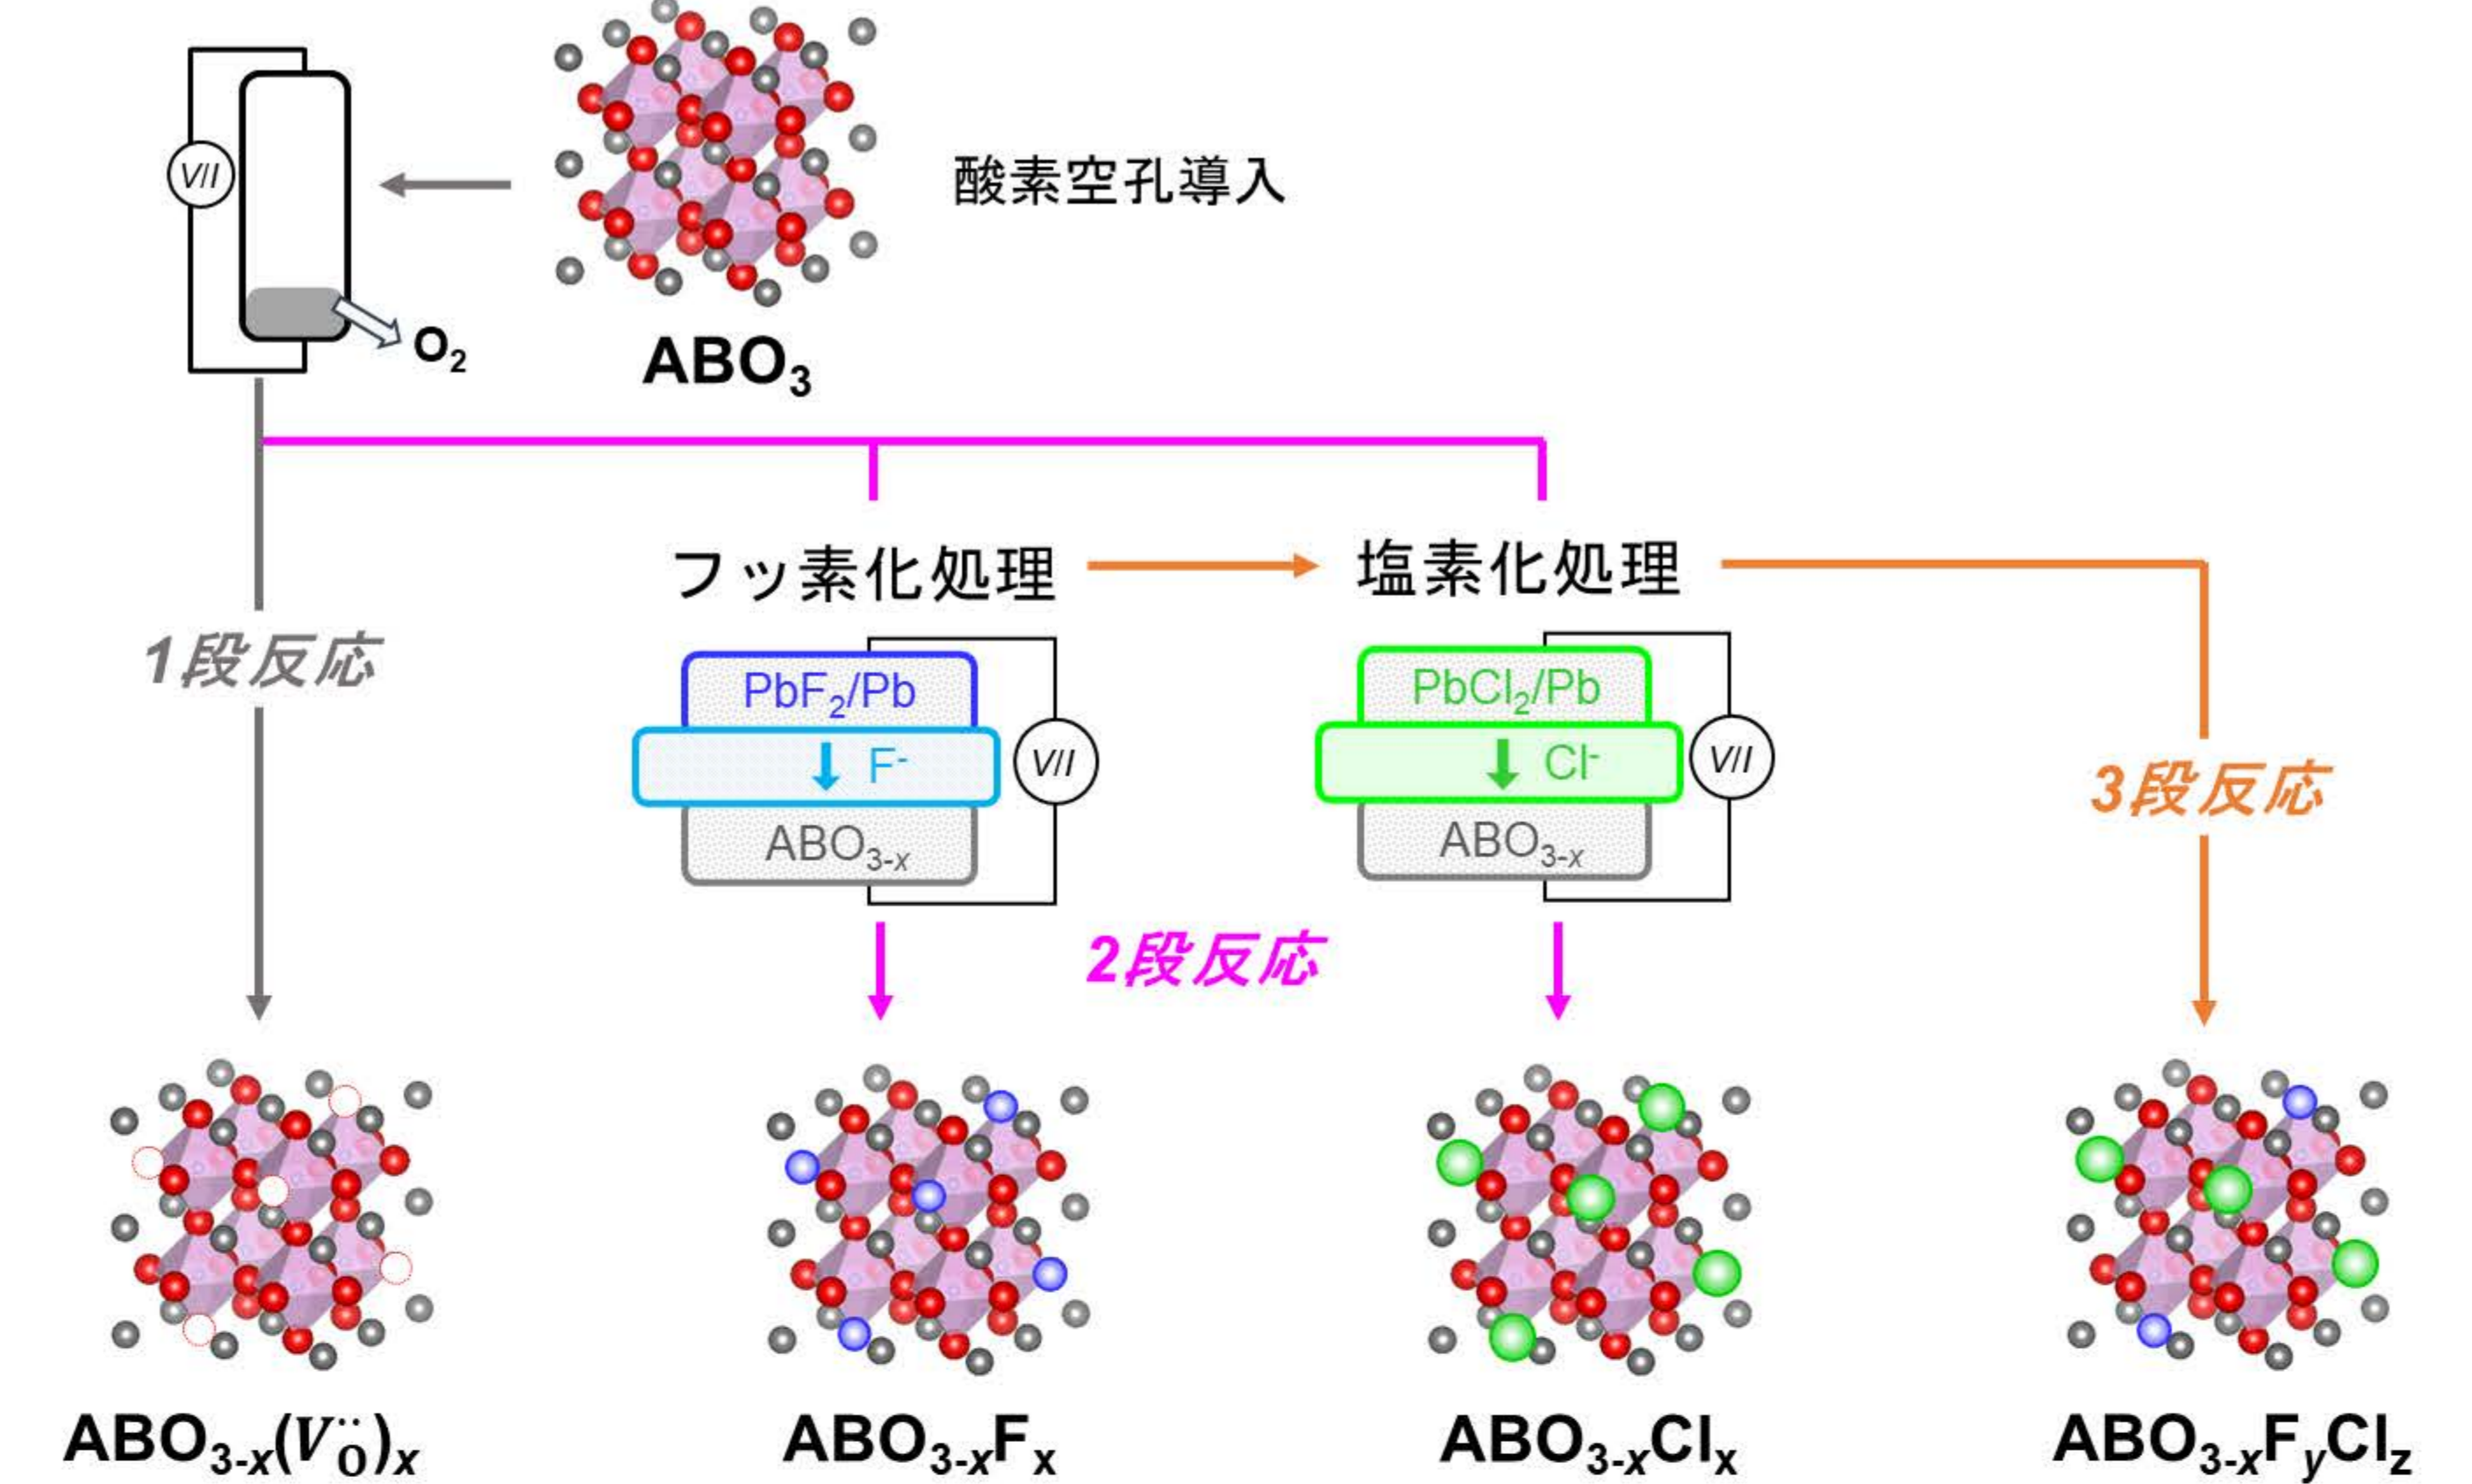 V/I
酸素空孔導入
O₂
ABO₃
フッ素化処理
塩素化処理
1段反応
PbF₂/Pb
F⁻
V/I
ABO₃₋ₓ
PbCl₂/Pb
Cl⁻
V/I
ABO₃₋ₓ
3段反応
2段反応
ABO₃₋ₓ(V_O^{··})ₓ
ABO₃₋ₓFₓ
ABO₃₋ₓClₓ
ABO₃₋ₓF_yCl_z